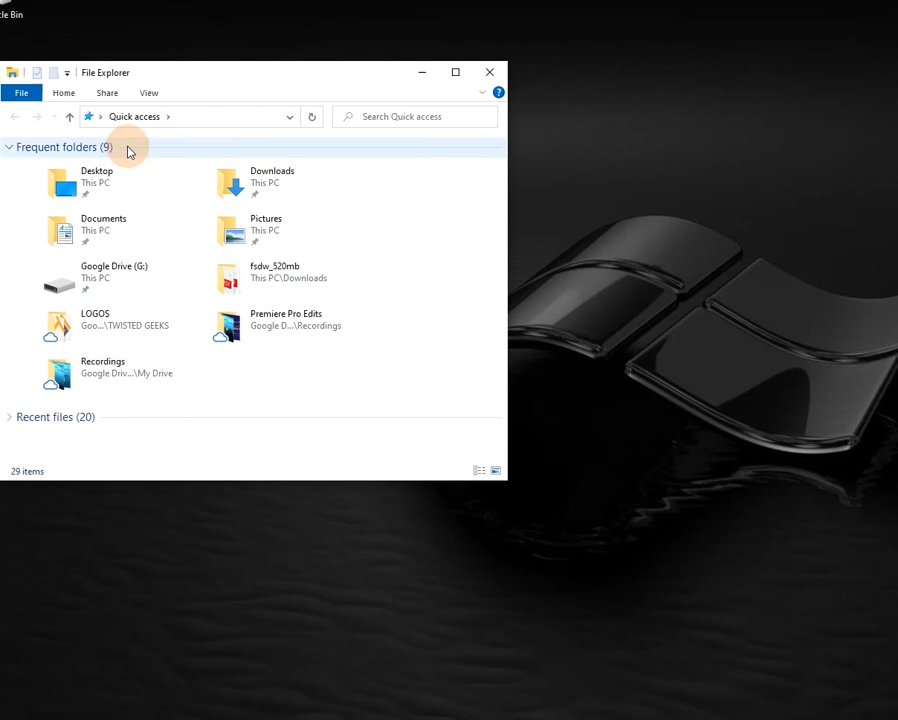 cle Bin
File Explorer
File
Home
Share
View
?
Quick access
Search Quick access
Frequent folders (9)
Desktop
This PC
Downloads
This PC
Documents
This PC
Pictures
This PC
Google Drive (G:)
This PC
fsdw_520mb
This PC\Downloads
LOGOS
Goo...\TWISTED GEEKS
Premiere Pro Edits
Google D...\Recordings
Recordings
Google Driv...\My Drive
Recent files (20)
29 items